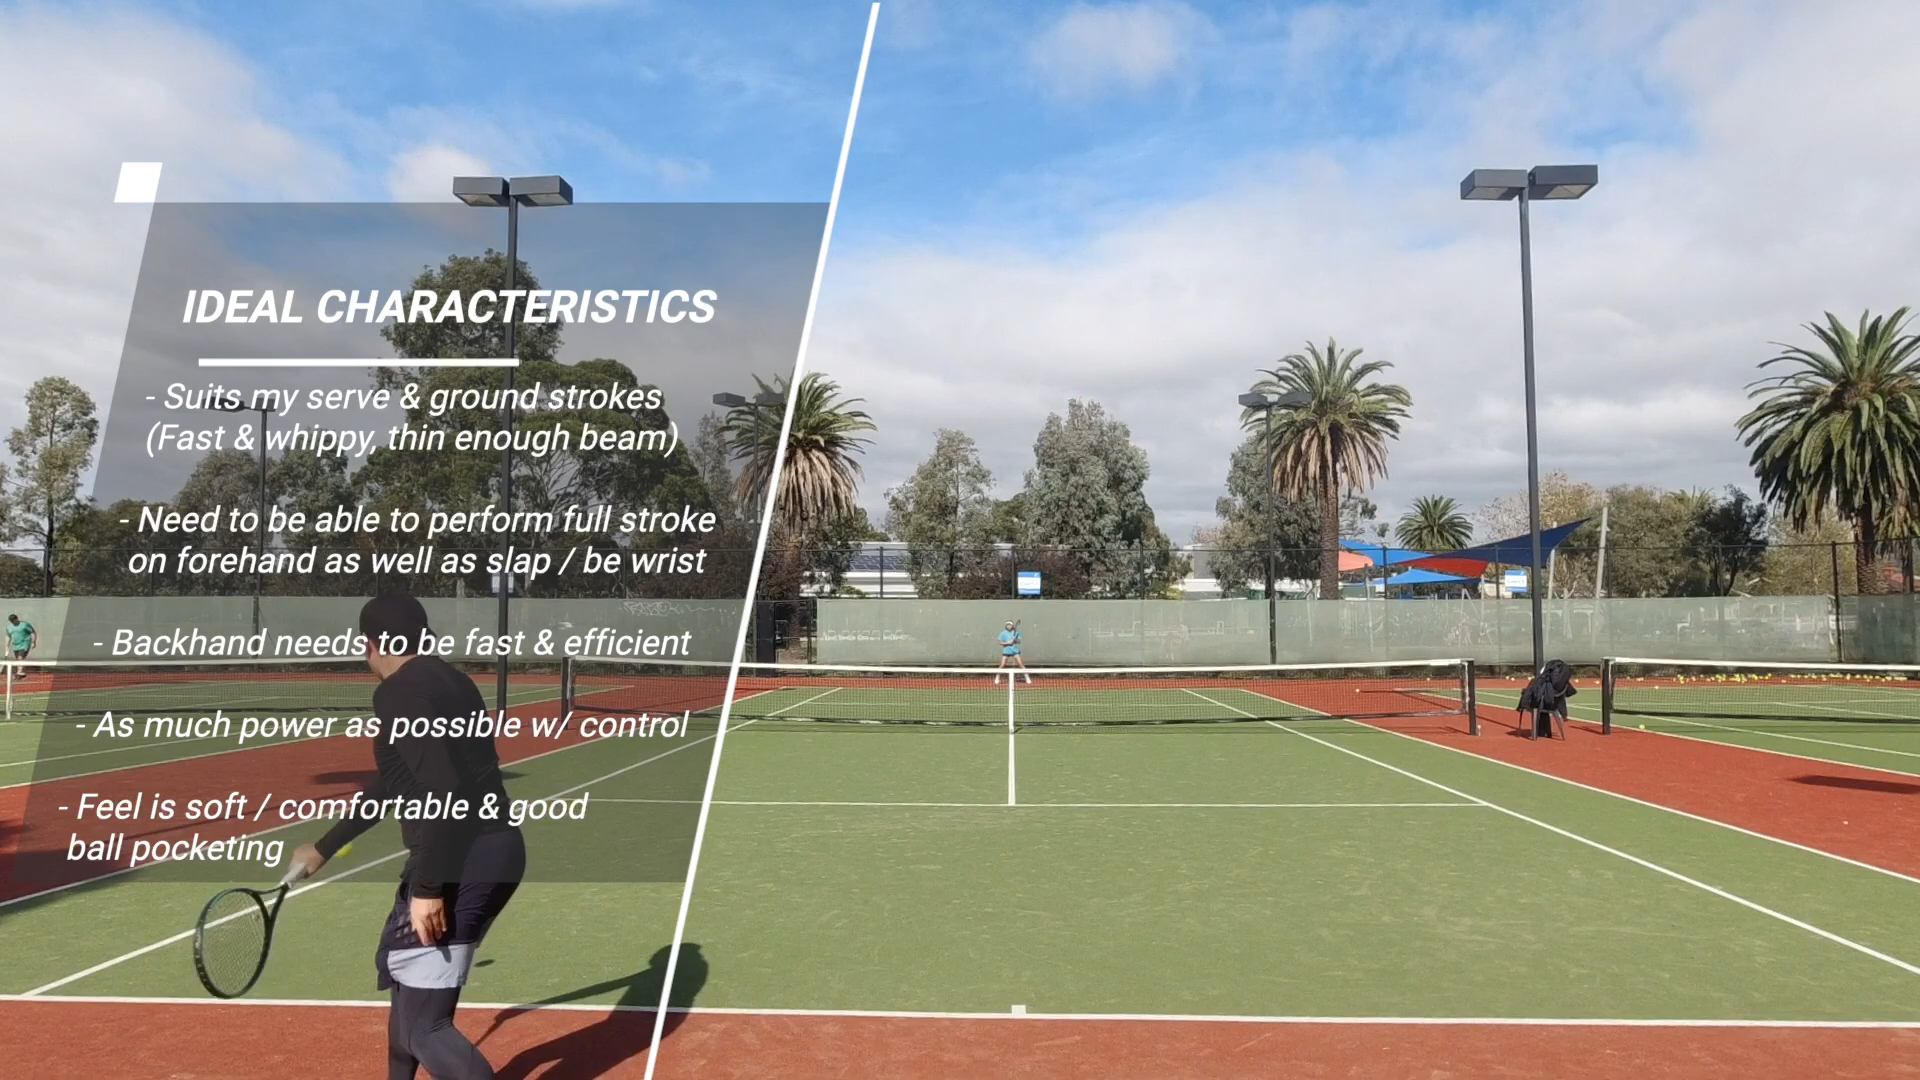 IDEAL CHARACTERISTICS
- Suits my serve & ground strokes
(Fast & whippy, thin enough beam)
- Need to be able to perform full stroke
on forehand as well as slap / be wrist
- Backhand needs to be fast & efficient
- As much power as possible w/ control
- Feel is soft / comfortable & good
ball pocketing